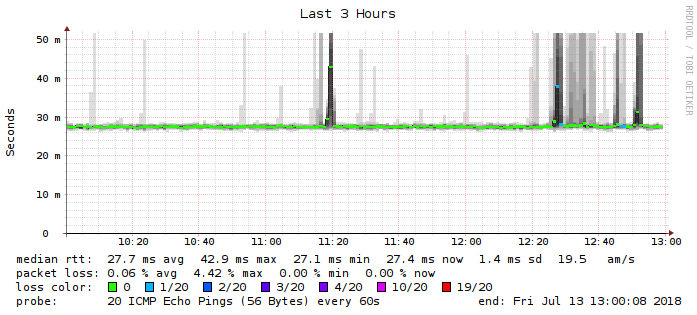 Last 3 Hours
RRDTOOL / TOBI OETIKER
Seconds
50 m
40 m
30 m
20 m
10 m
0
10:20 10:40 11:00 11:20 11:40 12:00 12:20 12:40 13:00
median rtt: 27.7 ms avg 42.9 ms max 27.1 ms min 27.4 ms now 1.4 ms sd 19.5 am/s
packet loss: 0.06 % avg 4.42 % max 0.00 % min 0.00 % now
loss color: 0 1/20 2/20 3/20 4/20 10/20 19/20
probe: 20 ICMP Echo Pings (56 Bytes) every 60s end: Fri Jul 13 13:00:08 2018